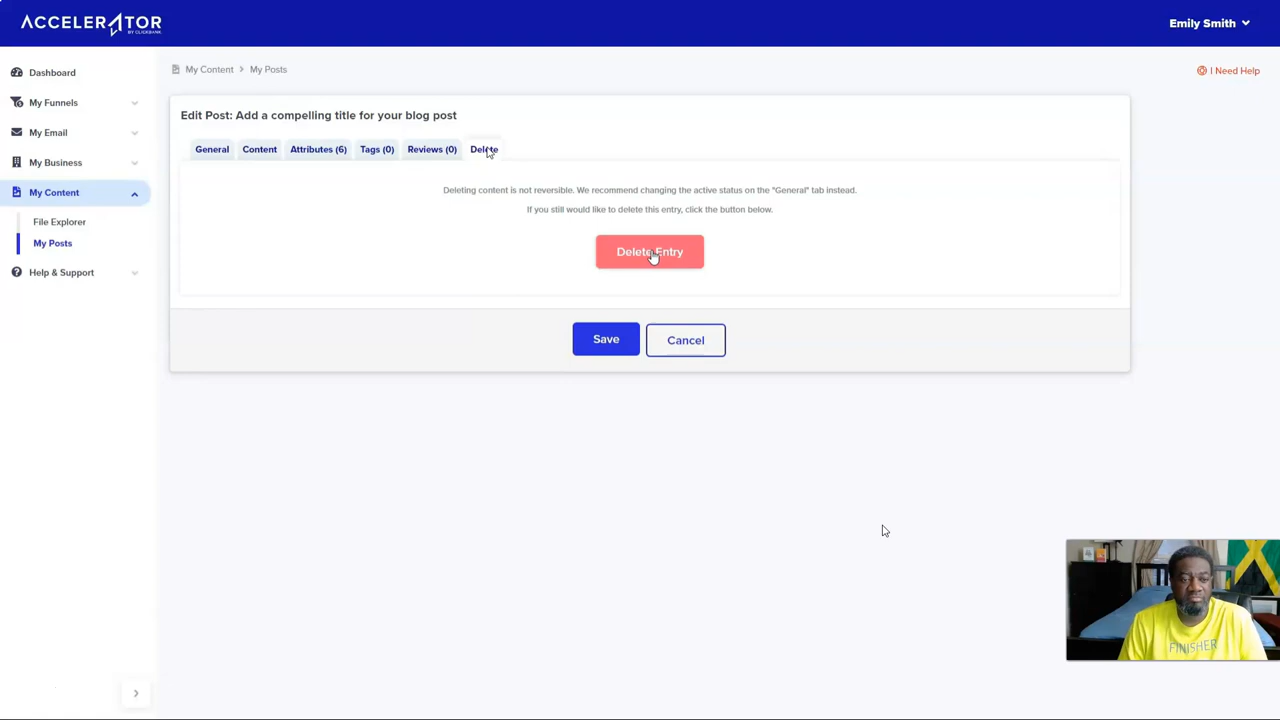 ACCELERATOR
BY CLICKBANK
Emily Smith
Dashboard
My Funnels
My Email
My Business
My Content
File Explorer
My Posts
Help & Support
My Content > My Posts
I Need Help
Edit Post: Add a compelling title for your blog post
General Content Attributes (6) Tags (0) Reviews (0) Delete
Deleting content is not reversible. We recommend changing the active status on the "General" tab instead.
If you still would like to delete this entry, click the button below.
Delete Entry
Save Cancel
FINISHER